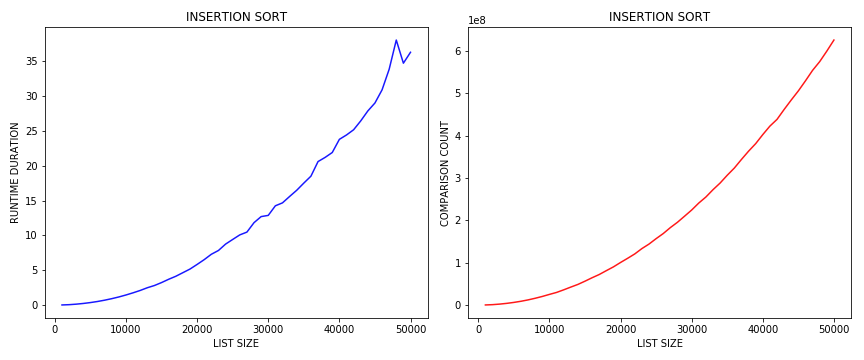 INSERTION SORT
RUNTIME DURATION
35
30
25
20
15
10
5
0
0 10000 20000 30000 40000 50000
LIST SIZE
INSERTION SORT
1e8
COMPARISON COUNT
6
5
4
3
2
1
0
0 10000 20000 30000 40000 50000
LIST SIZE